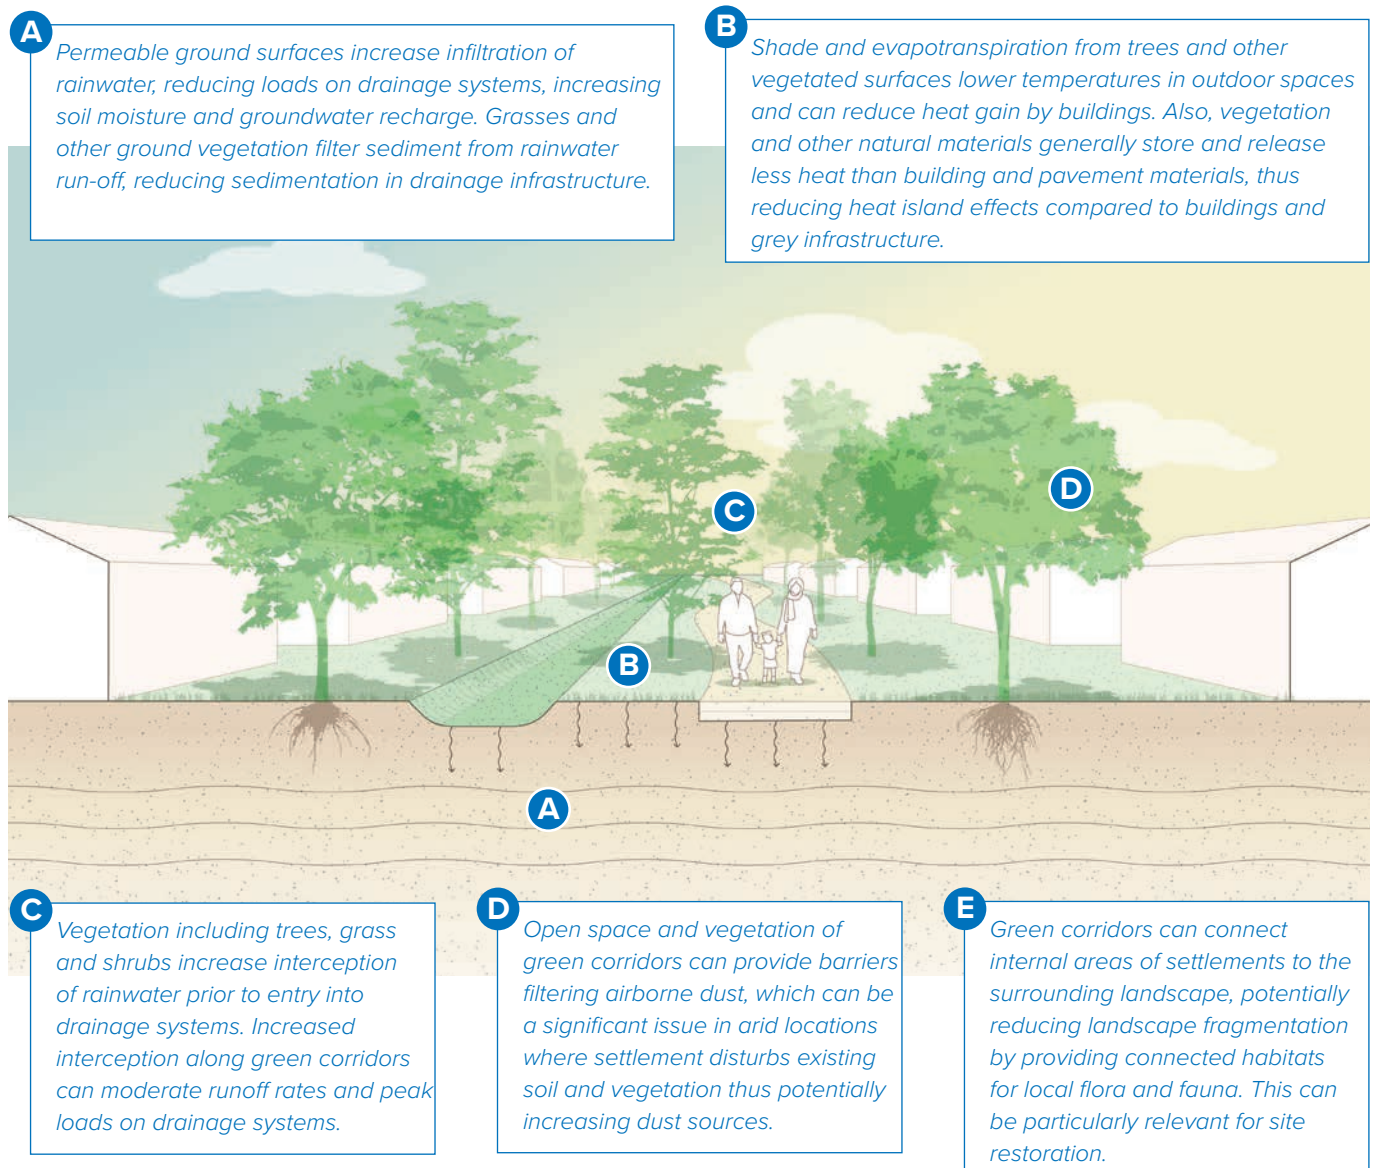 A
Permeable ground surfaces increase infiltration of
rainwater, reducing loads on drainage systems, increasing
soil moisture and groundwater recharge. Grasses and
other ground vegetation filter sediment from rainwater
run-off, reducing sedimentation in drainage infrastructure.
B
Shade and evapotranspiration from trees and other
vegetated surfaces lower temperatures in outdoor spaces
and can reduce heat gain by buildings. Also, vegetation
and other natural materials generally store and release
less heat than building and pavement materials, thus
reducing heat island effects compared to buildings and
grey infrastructure.
D
C
B
A
C
Vegetation including trees, grass
and shrubs increase interception
of rainwater prior to entry into
drainage systems. Increased
interception along green corridors
can moderate runoff rates and peak
loads on drainage systems.
D
Open space and vegetation of
green corridors can provide barriers
filtering airborne dust, which can be
a significant issue in arid locations
where settlement disturbs existing
soil and vegetation thus potentially
increasing dust sources.
E
Green corridors can connect
internal areas of settlements to the
surrounding landscape, potentially
reducing landscape fragmentation
by providing connected habitats
for local flora and fauna. This can
be particularly relevant for site
restoration.